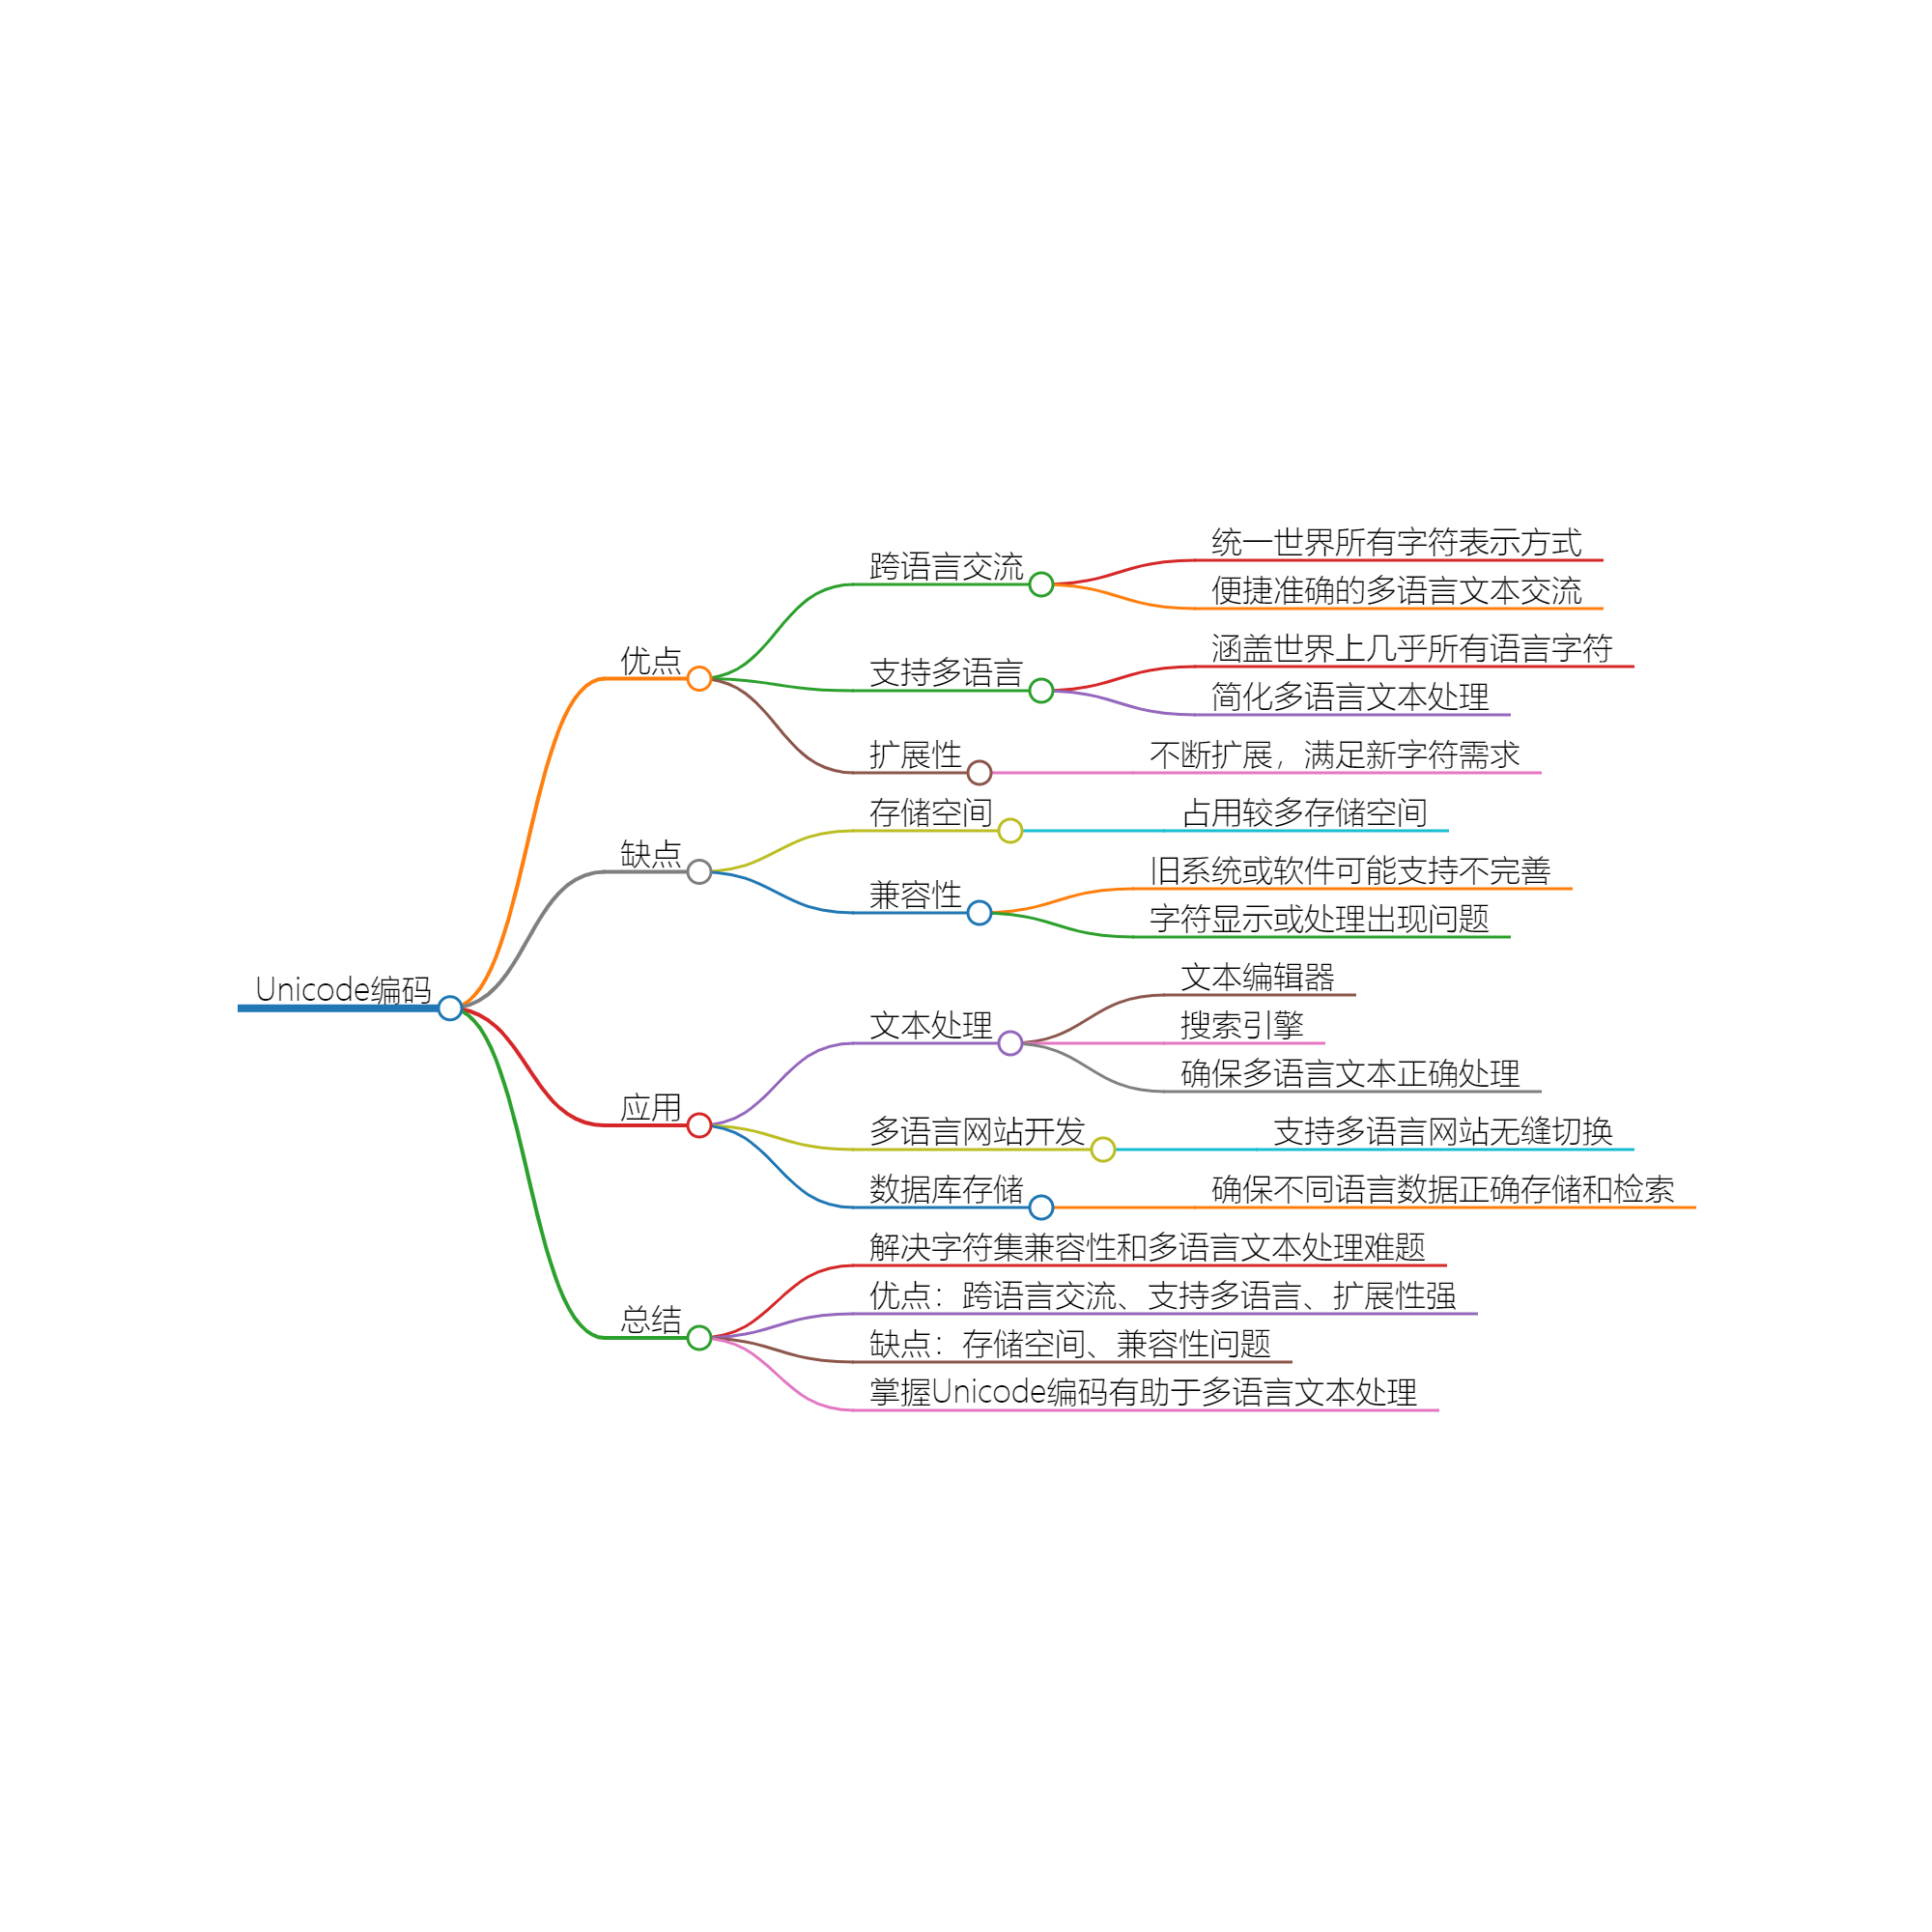 Unicode编码
优点
跨语言交流
统一世界所有字符表示方式
便捷准确的多语言文本交流
支持多语言
涵盖世界上几乎所有语言字符
简化多语言文本处理
扩展性
不断扩展，满足新字符需求
缺点
存储空间
占用较多存储空间
兼容性
旧系统或软件可能支持不完善
字符显示或处理出现问题
应用
文本处理
文本编辑器
搜索引擎
确保多语言文本正确处理
多语言网站开发
支持多语言网站无缝切换
数据库存储
确保不同语言数据正确存储和检索
总结
解决字符集兼容性和多语言文本处理难题
优点：跨语言交流、支持多语言、扩展性强
缺点：存储空间、兼容性问题
掌握Unicode编码有助于多语言文本处理